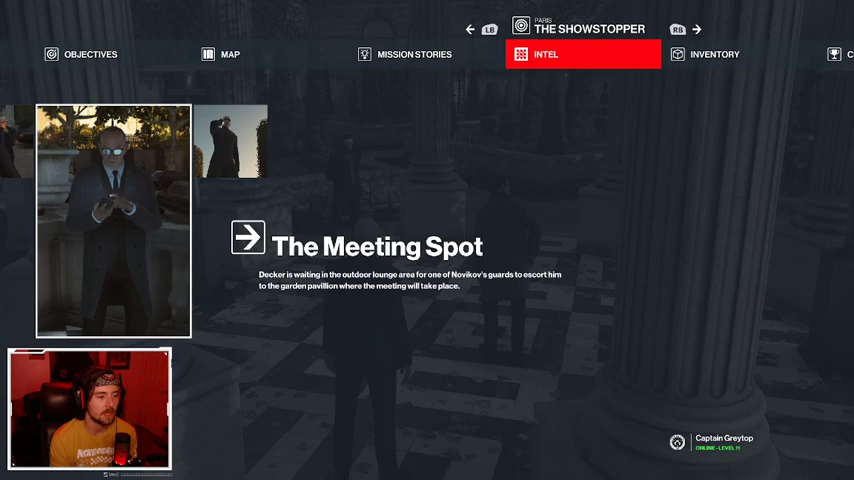 PARIS
LB THE SHOWSTOPPER RB
OBJECTIVES MAP MISSION STORIES INTEL INVENTORY C
The Meeting Spot
Decker is waiting in the outdoor lounge area for one of Novikov's guards to escort him
to the garden pavillion where the meeting will take place.
Captain Greytop
ONLINE - LEVEL 11